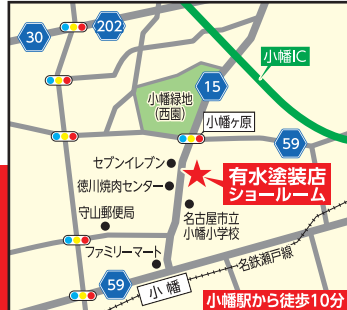 30
202
小幡IC
15
小幡緑地
(西園)
小幡ヶ原
59
セブンイレブン
徳川焼肉センター
有水塗装店
ショールーム
守山郵便局
名古屋市立
小幡小学校
ファミリーマート
名鉄瀬戸線
59
小幡
小幡駅から徒歩10分